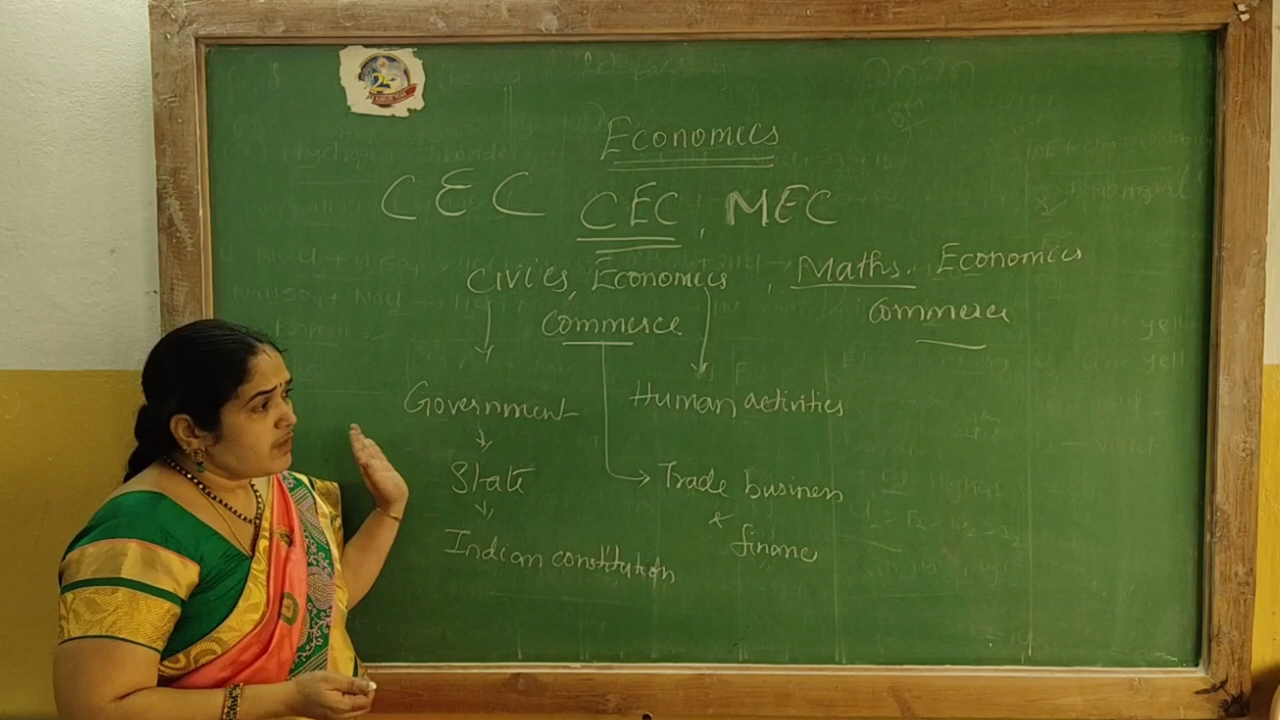 Economics
CEC CEC, MEC
Civics, Economics, Maths. Economics
Commerce Commerce
Government Human activities
State Trade business
& finance
Indian constitution